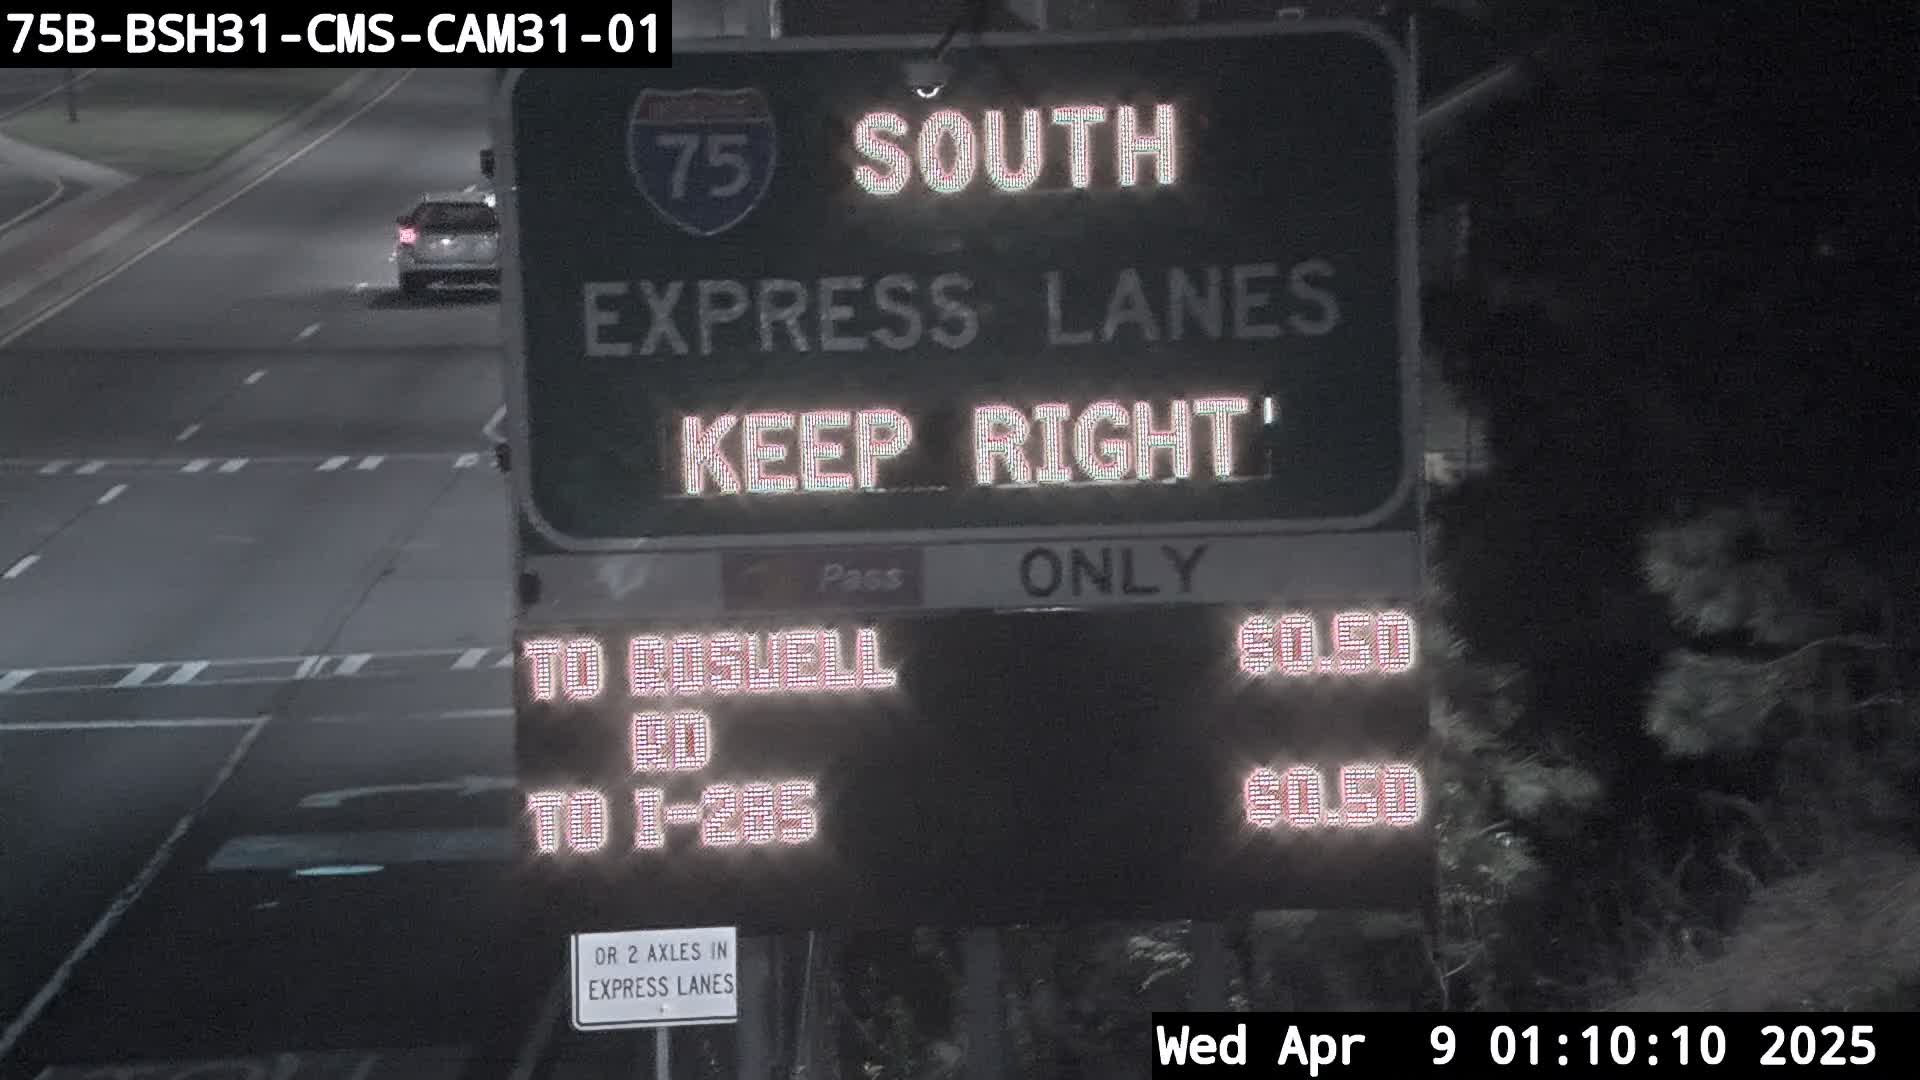 75B-BSH31-CMS-CAM31-01
75 SOUTH
EXPRESS LANES
KEEP RIGHT
Pass ONLY
TO ROSWELL $0.50
RD
TO I-285 $0.50
OR 2 AXLES IN
EXPRESS LANES
Wed Apr 9 01:10:10 2025